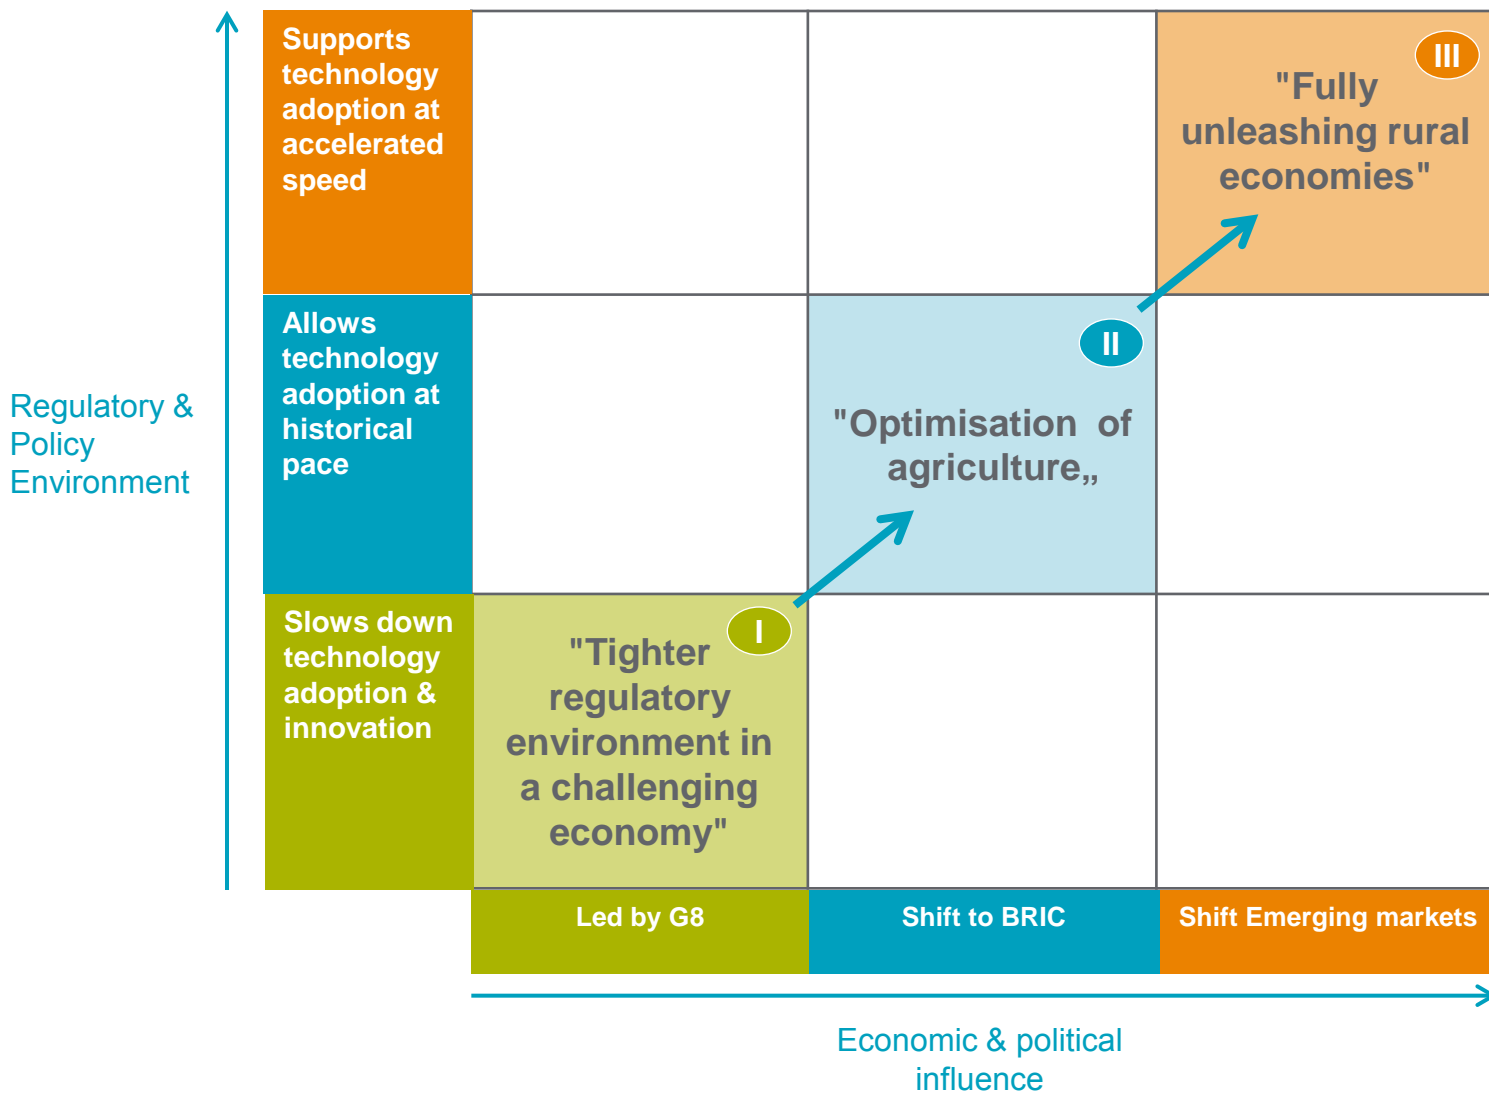 Supports
technology
adoption at
accelerated
speed
III
"Fully
unleashing rural
economies"
Regulatory &
Policy
Environment
Allows
technology
adoption at
historical
pace
II
"Optimisation  of
agriculture„
Slows down
technology
adoption &
innovation
I
"Tighter
regulatory
environment in
a challenging
economy"
Led by G8
Shift to BRIC
Shift Emerging markets
Economic & political
influence